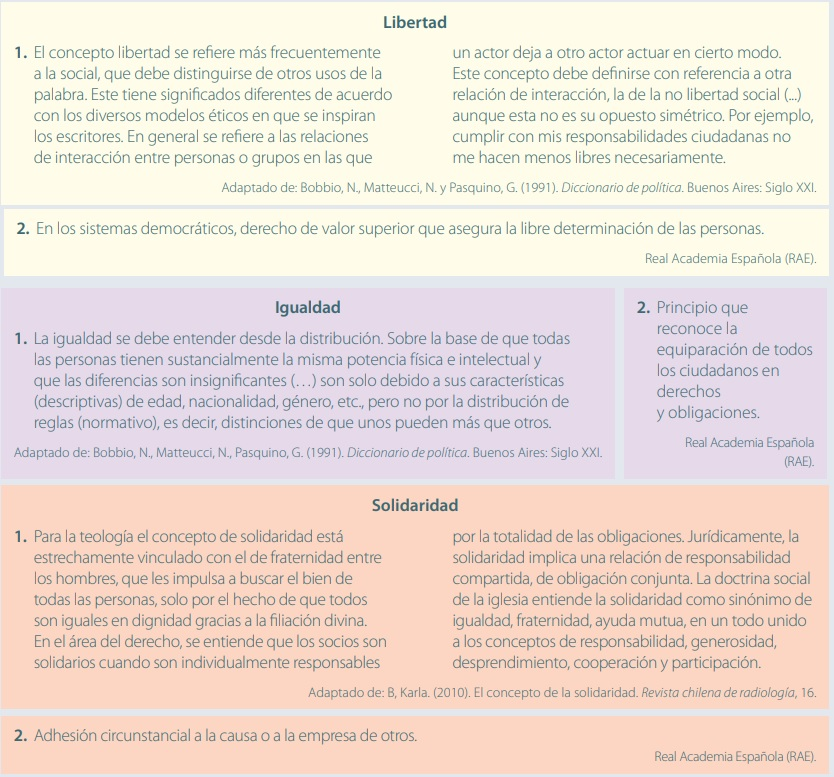 Libertad
1. El concepto libertad se refiere más frecuentemente
a la social, que debe distinguirse de otros usos de la
palabra. Este tiene significados diferentes de acuerdo
con los diversos modelos éticos en que se inspiran
los escritores. En general se refiere a las relaciones
de interacción entre personas o grupos en las que
un actor deja a otro actor actuar en cierto modo.
Este concepto debe definirse con referencia a otra
relación de interacción, la de la no libertad social (...)
aunque esta no es su opuesto simétrico. Por ejemplo,
cumplir con mis responsabilidades ciudadanas no
me hacen menos libres necesariamente.
Adaptado de: Bobbio, N., Matteucci, N. y Pasquino, G. (1991). Diccionario de política. Buenos Aires: Siglo XXI.
2. En los sistemas democráticos, derecho de valor superior que asegura la libre determinación de las personas.
Real Academia Española (RAE).
Igualdad
1. La igualdad se debe entender desde la distribución. Sobre la base de que todas
las personas tienen sustancialmente la misma potencia física e intelectual y
que las diferencias son insignificantes (…) son solo debido a sus características
(descriptivas) de edad, nacionalidad, género, etc., pero no por la distribución de
reglas (normativo), es decir, distinciones de que unos pueden más que otros.
Adaptado de: Bobbio, N., Matteucci, N., Pasquino, G. (1991). Diccionario de política. Buenos Aires: Siglo XXI.
2. Principio que
reconoce la
equiparación de todos
los ciudadanos en
derechos
y obligaciones.
Real Academia Española
(RAE).
Solidaridad
1. Para la teología el concepto de solidaridad está
estrechamente vinculado con el de fraternidad entre
los hombres, que les impulsa a buscar el bien de
todas las personas, solo por el hecho de que todos
son iguales en dignidad gracias a la filiación divina.
En el área del derecho, se entiende que los socios son
solidarios cuando son individualmente responsables
por la totalidad de las obligaciones. Jurídicamente, la
solidaridad implica una relación de responsabilidad
compartida, de obligación conjunta. La doctrina social
de la iglesia entiende la solidaridad como sinónimo de
igualdad, fraternidad, ayuda mutua, en un todo unido
a los conceptos de responsabilidad, generosidad,
desprendimiento, cooperación y participación.
Adaptado de: B, Karla. (2010). El concepto de la solidaridad. Revista chilena de radiología, 16.
2. Adhesión circunstancial a la causa o a la empresa de otros.
Real Academia Española (RAE).